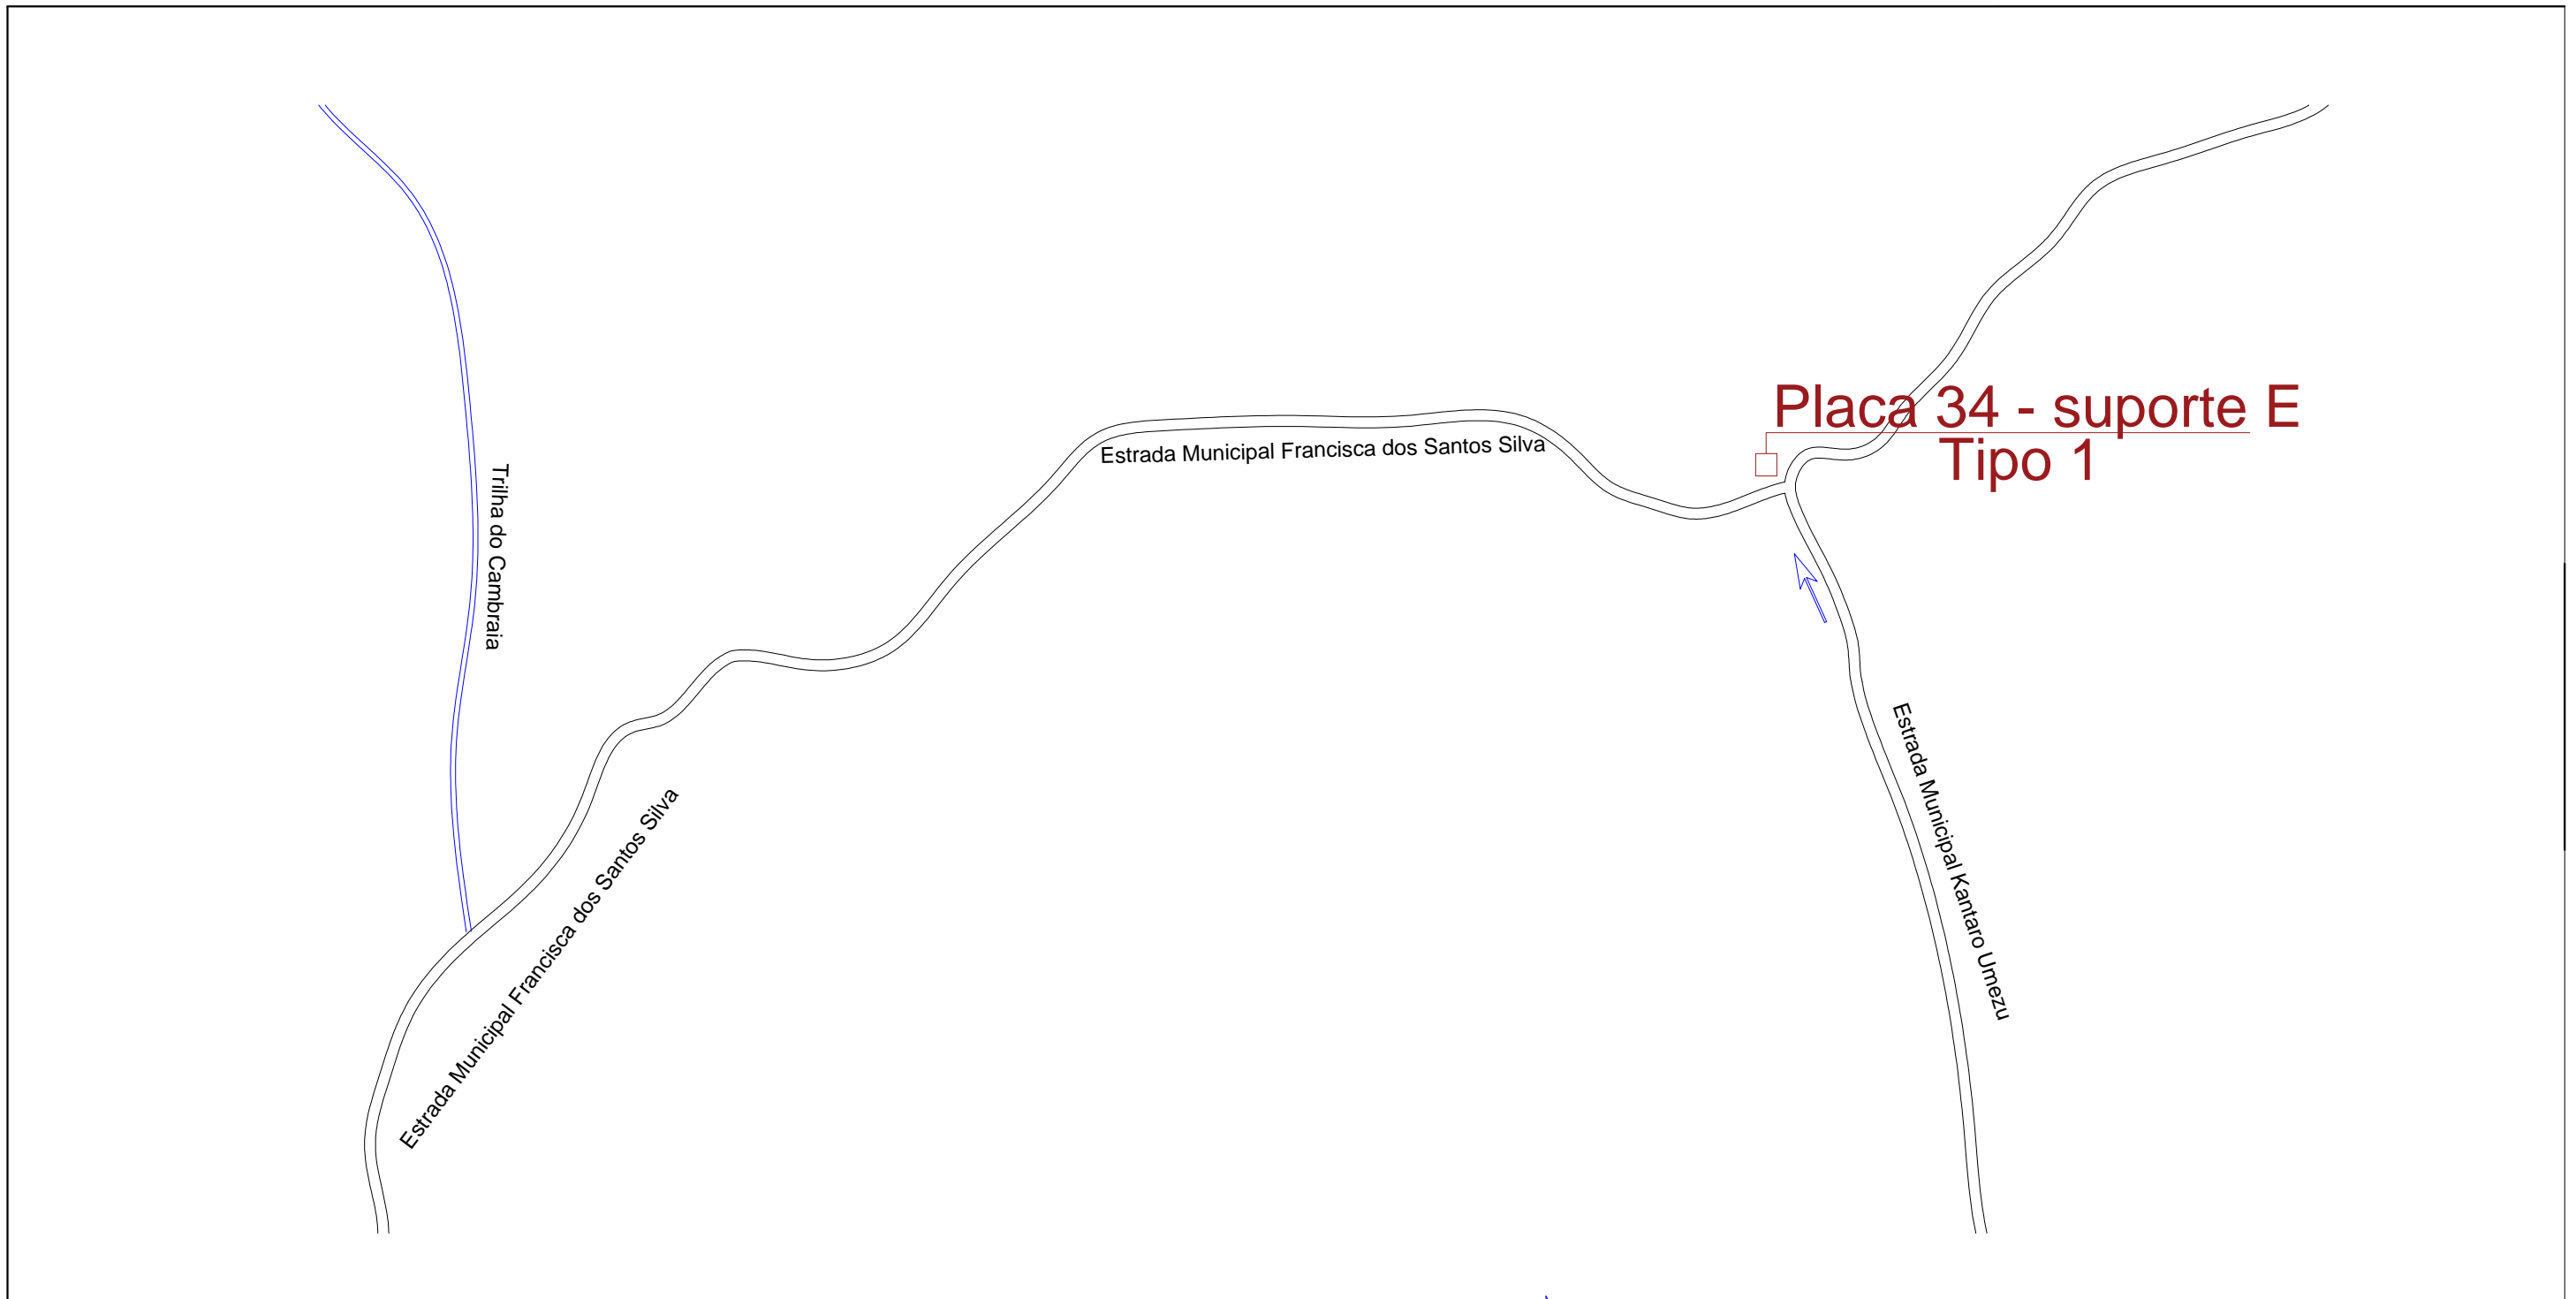 Placa 34 - suporte E
Tipo 1
Estrada Municipal Francisca dos Santos Silva
Trilha do Cambraia
Estrada Municipal Kantaro Umezu
Estrada Municipal Francisca dos Santos Silva